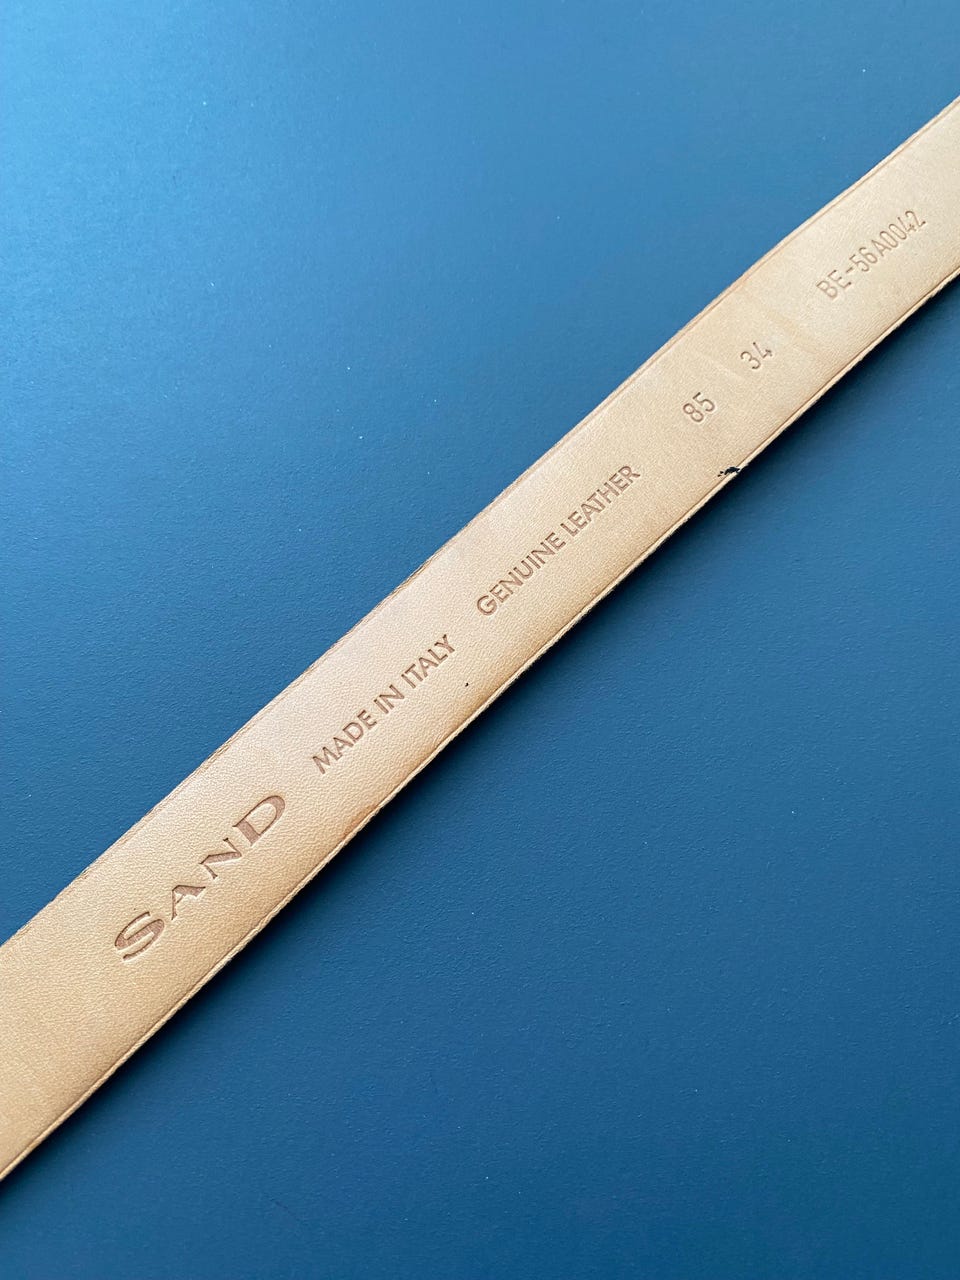 SAND MADE IN ITALY GENUINE LEATHER 85 34 BE-56A0042